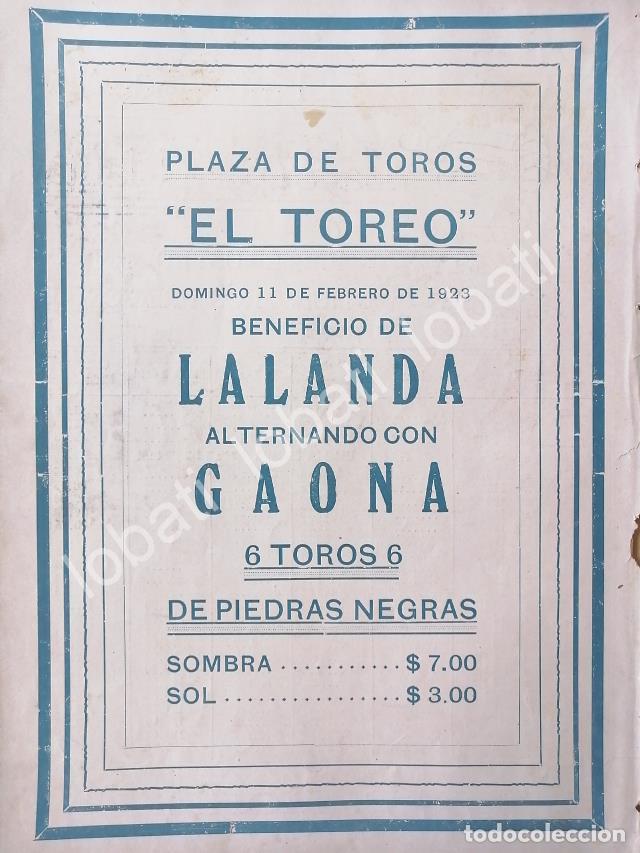 PLAZA DE TOROS
"EL TOREO"
DOMINGO 11 DE FEBRERO DE 1923
BENEFICIO DE
LALANDA
ALTERNANDO CON
GAONA
6 TOROS 6
DE PIEDRAS NEGRAS
SOMBRA ........... $ 7.00
SOL ................ $ 3.00
lobati lobati lobati
todocoleccion